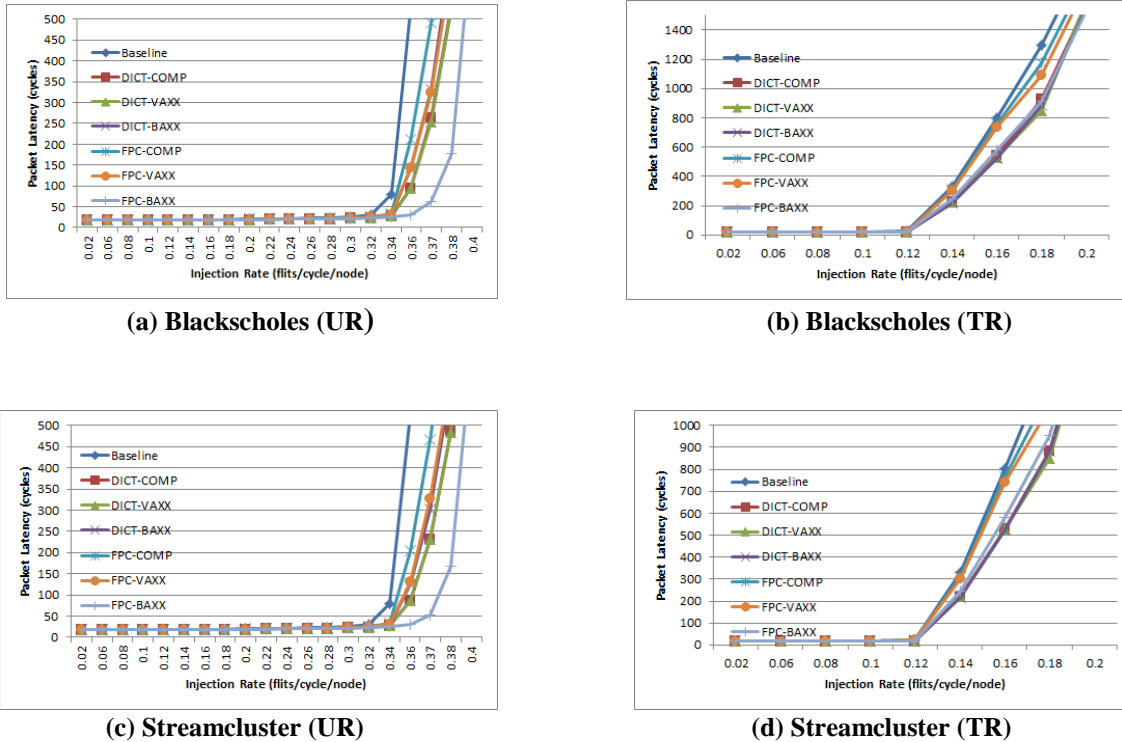 500
450
400
350
300
250
200
150
100
50
0
Packet Latency (cycles)
Baseline
DICT-COMP
DICT-VAXX
DICT-BAXX
FPC-COMP
FPC-VAXX
FPC-BAXX
0.02 0.06 0.08 0.1 0.12 0.14 0.16 0.18 0.2 0.22 0.24 0.26 0.28 0.3 0.32 0.34 0.36 0.37 0.38 0.4
Injection Rate (flits/cycle/node)
(a) Blackscholes (UR)
1400
1200
1000
800
600
400
200
0
Packet Latency (cycles)
Baseline
DICT-COMP
DICT-VAXX
DICT-BAXX
FPC-COMP
FPC-VAXX
FPC-BAXX
0.02 0.06 0.08 0.1 0.12 0.14 0.16 0.18 0.2
Injection Rate (flits/cycle/node)
(b) Blackscholes (TR)
500
450
400
350
300
250
200
150
100
50
0
Packet Latency (cycles)
Baseline
DICT-COMP
DICT-VAXX
DICT-BAXX
FPC-COMP
FPC-VAXX
FPC-BAXX
0.02 0.06 0.08 0.1 0.12 0.14 0.16 0.18 0.2 0.22 0.24 0.26 0.28 0.3 0.32 0.34 0.36 0.37 0.38 0.4
Injection Rate (flits/cycle/node)
(c) Streamcluster (UR)
1000
900
800
700
600
500
400
300
200
100
0
Packet Latency (cycles)
Baseline
DICT-COMP
DICT-VAXX
DICT-BAXX
FPC-COMP
FPC-VAXX
FPC-BAXX
0.02 0.06 0.08 0.1 0.12 0.14 0.16 0.18 0.2
Injection Rate (flits/cycle/node)
(d) Streamcluster (TR)